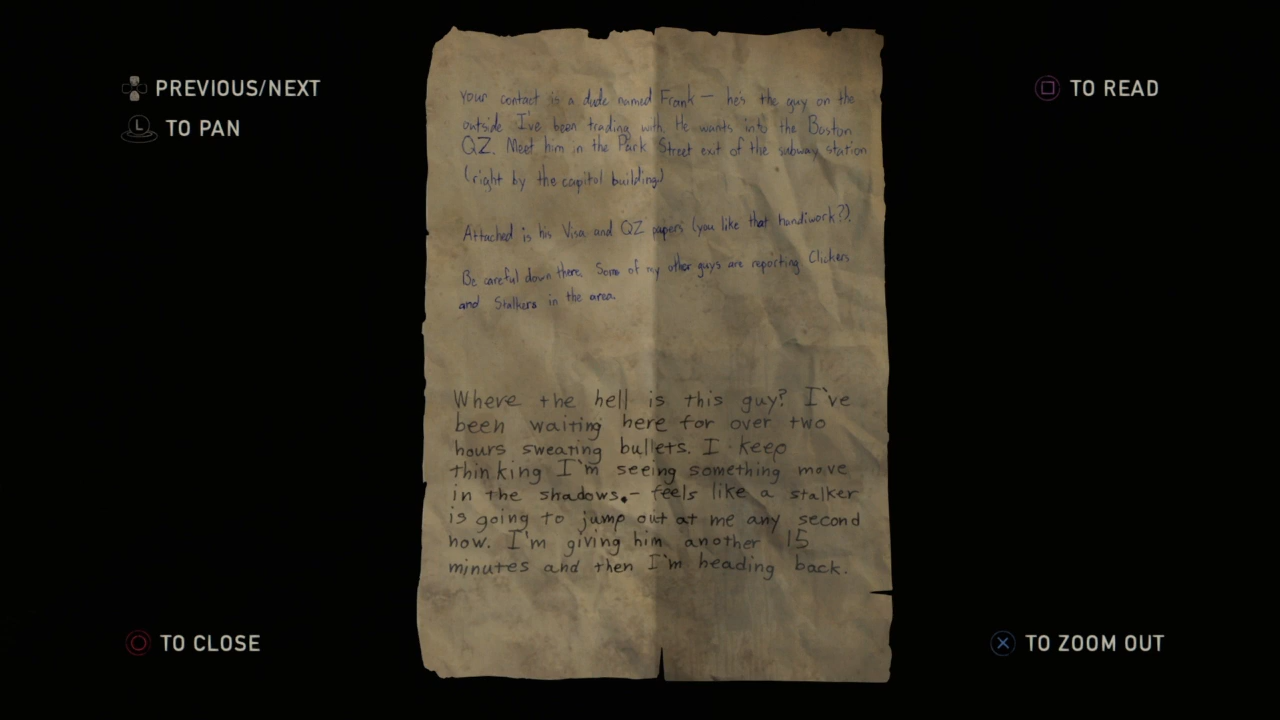 PREVIOUS/NEXT
L TO PAN
TO READ
Your contact is a dude named Frank — he's the guy on the
outside I've been trading with. He wants into the Boston
QZ. Meet him in the Park Street exit of the subway station
(right by the capitol building)
Attached is his Visa and QZ papers (you like that handiwork?).
Be careful down there. Some of my other guys are reporting Clickers
and Stalkers in the area.
Where the hell is this guy? I've
been waiting here for over two
hours sweating bullets. I keep
thinking I'm seeing something move
in the shadows.- feels like a stalker
is going to jump out at me any second
now. I'm giving him another 15
minutes and then I'm heading back.
TO CLOSE
TO ZOOM OUT